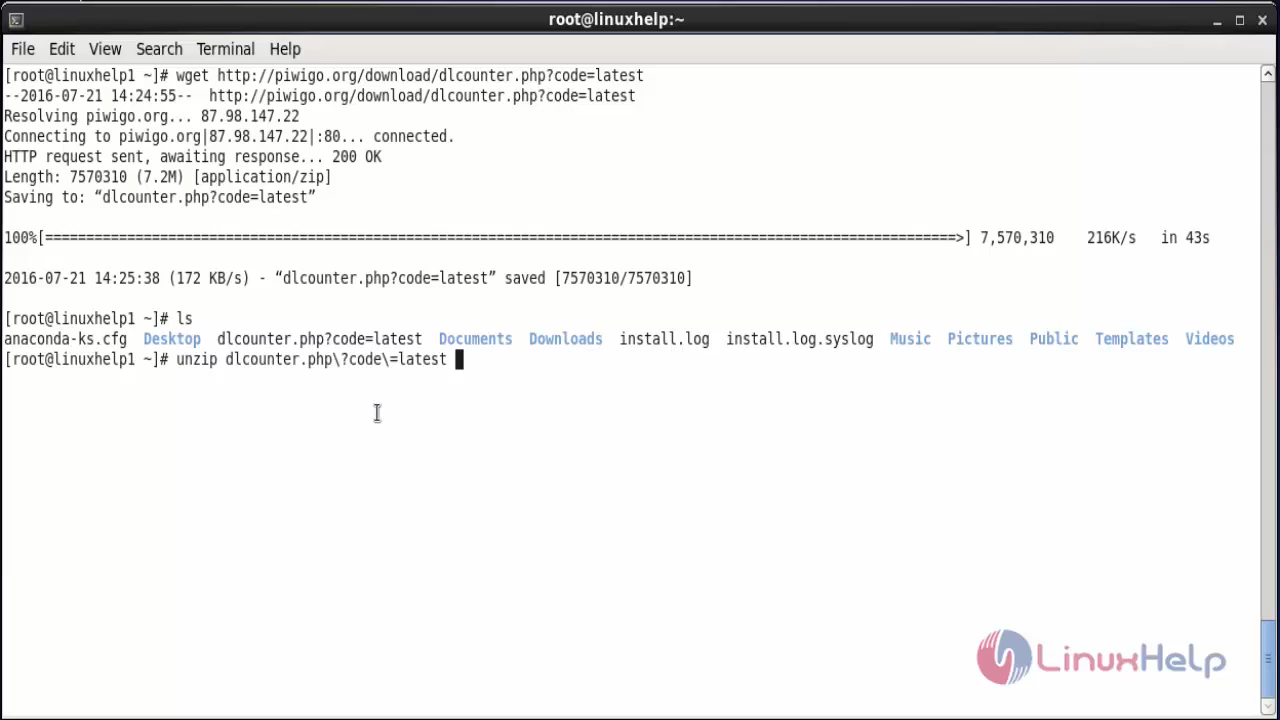 root@linuxhelp:~
File Edit View Search Terminal Help
[root@linuxhelp1 ~]# wget http://piwigo.org/download/dlcounter.php?code=latest
--2016-07-21 14:24:55--  http://piwigo.org/download/dlcounter.php?code=latest
Resolving piwigo.org... 87.98.147.22
Connecting to piwigo.org|87.98.147.22|:80... connected.
HTTP request sent, awaiting response... 200 OK
Length: 7570310 (7.2M) [application/zip]
Saving to: “dlcounter.php?code=latest”
100%[===============================================================================================================>] 7,570,310    216K/s   in 43s
2016-07-21 14:25:38 (172 KB/s) - “dlcounter.php?code=latest” saved [7570310/7570310]
[root@linuxhelp1 ~]# ls
anaconda-ks.cfg  Desktop  dlcounter.php?code=latest  Documents  Downloads  install.log  install.log.syslog  Music  Pictures  Public  Templates  Videos
[root@linuxhelp1 ~]# unzip dlcounter.php\?code\=latest
LinuxHelp